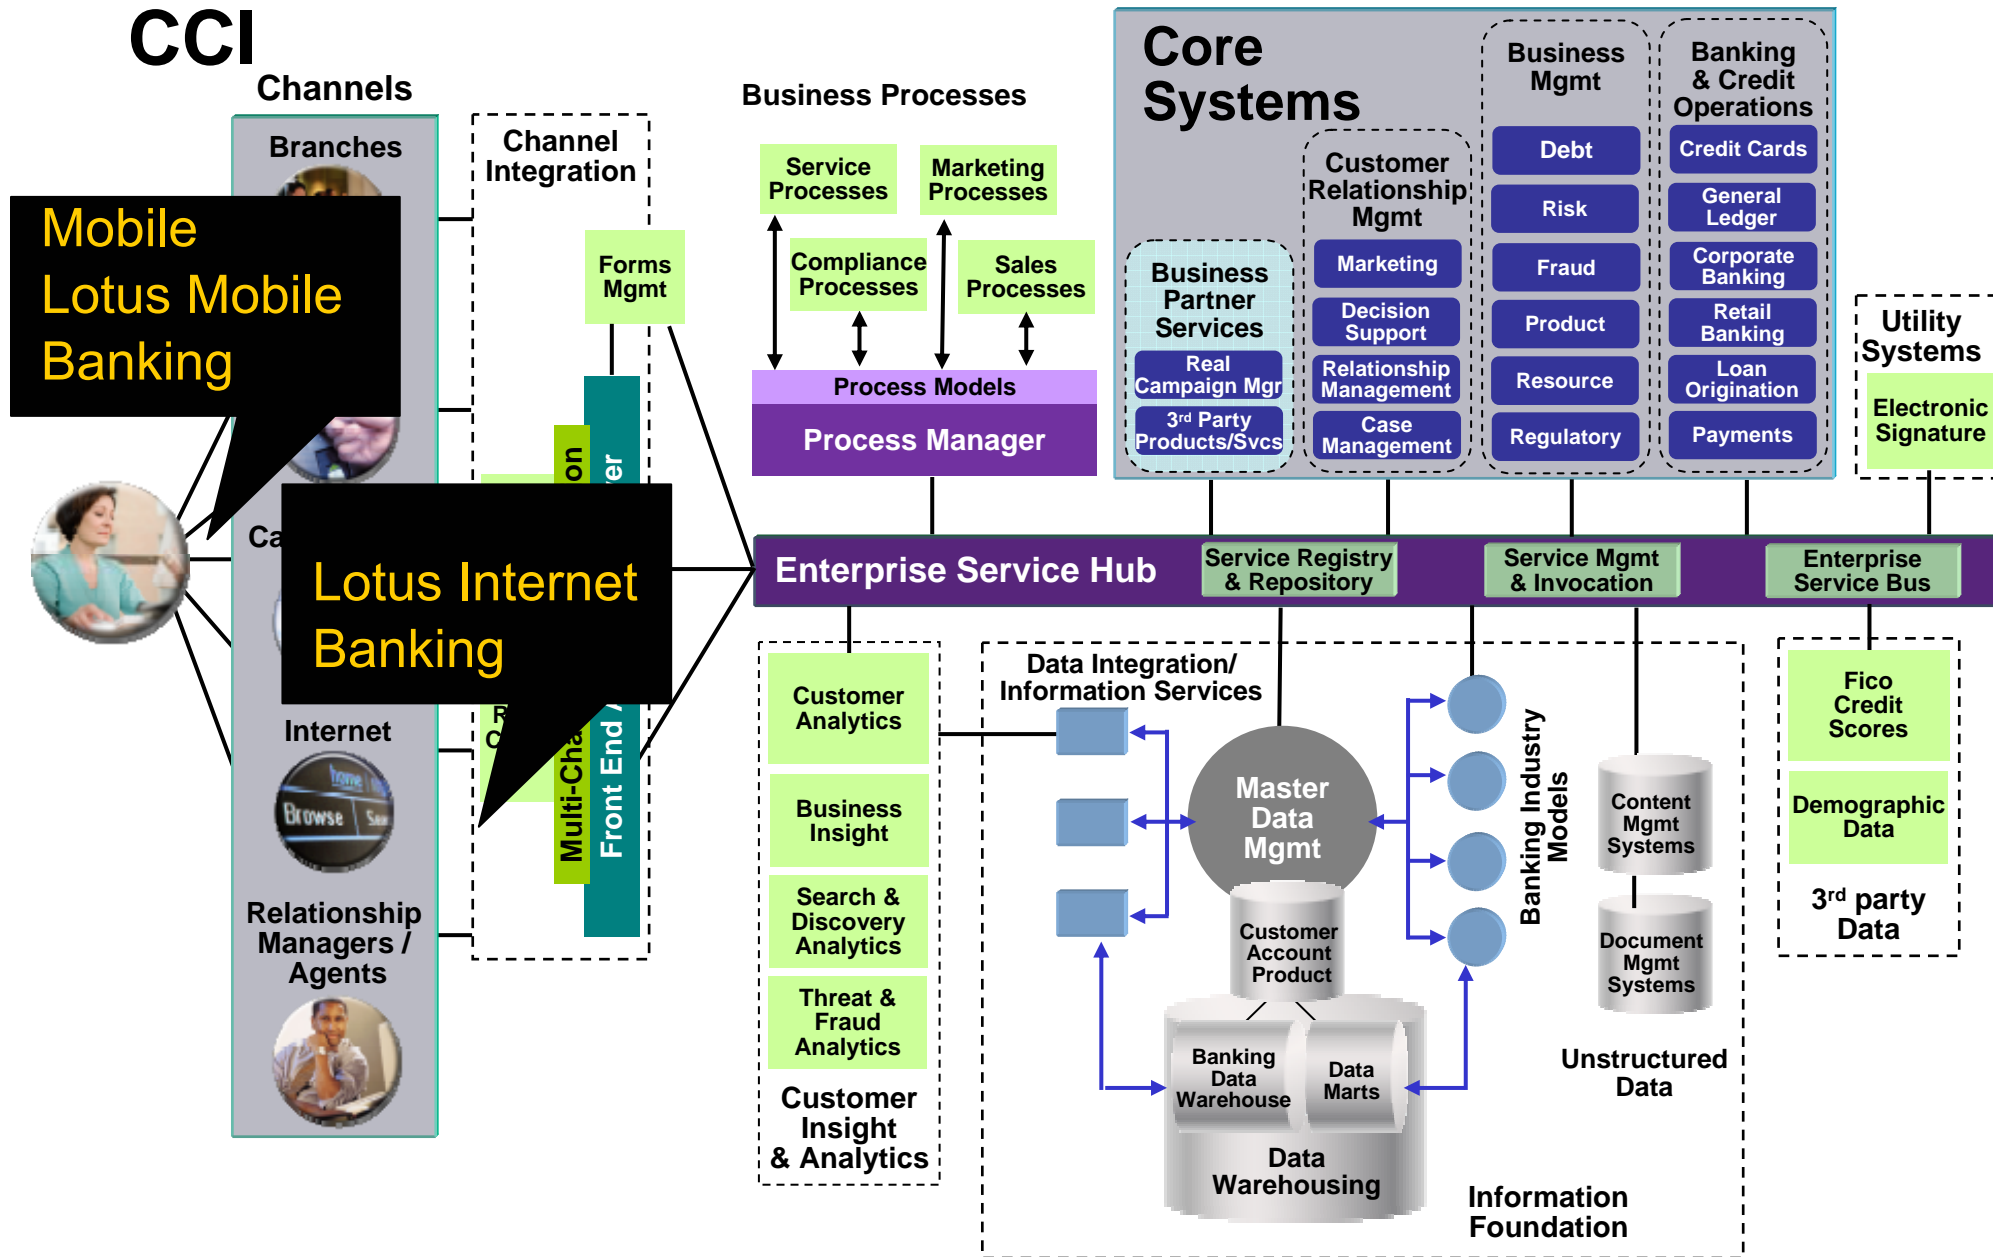 CCI
Channels
Branches
Mobile
Lotus Mobile
Banking
Lotus Internet
Banking
Internet
Relationship
Managers /
Agents
home
Browse
Channel
Integration
Forms
Mgmt
Front End
Business Processes
Service
Processes
Marketing
Processes
Compliance
Processes
Sales
Processes
Process Models
Process Manager
Core
Systems
Business
Partner
Services
Real
Campaign Mgr
3rd Party
Products/Svcs
Customer
Relationship
Mgmt
Marketing
Decision
Support
Relationship
Management
Case
Management
Business
Mgmt
Debt
Risk
Fraud
Product
Resource
Regulatory
Banking
& Credit
Operations
Credit Cards
General
Ledger
Corporate
Banking
Retail
Banking
Loan
Origination
Payments
Utility
Systems
Electronic
Signature
Enterprise Service Hub
Service Registry
& Repository
Service Mgmt
& Invocation
Enterprise
Service Bus
Customer
Analytics
Business
Insight
Search &
Discovery
Analytics
Threat &
Fraud
Analytics
Customer
Insight
& Analytics
Data Integration/
Information Services
Master
Data
Mgmt
Customer
Account
Product
Banking
Data
Warehouse
Data
Marts
Data
Warehousing
Banking Industry
Models
Content
Mgmt
Systems
Document
Mgmt
Systems
Unstructured
Data
Information
Foundation
Fico
Credit
Scores
Demographic
Data
3rd party
Data